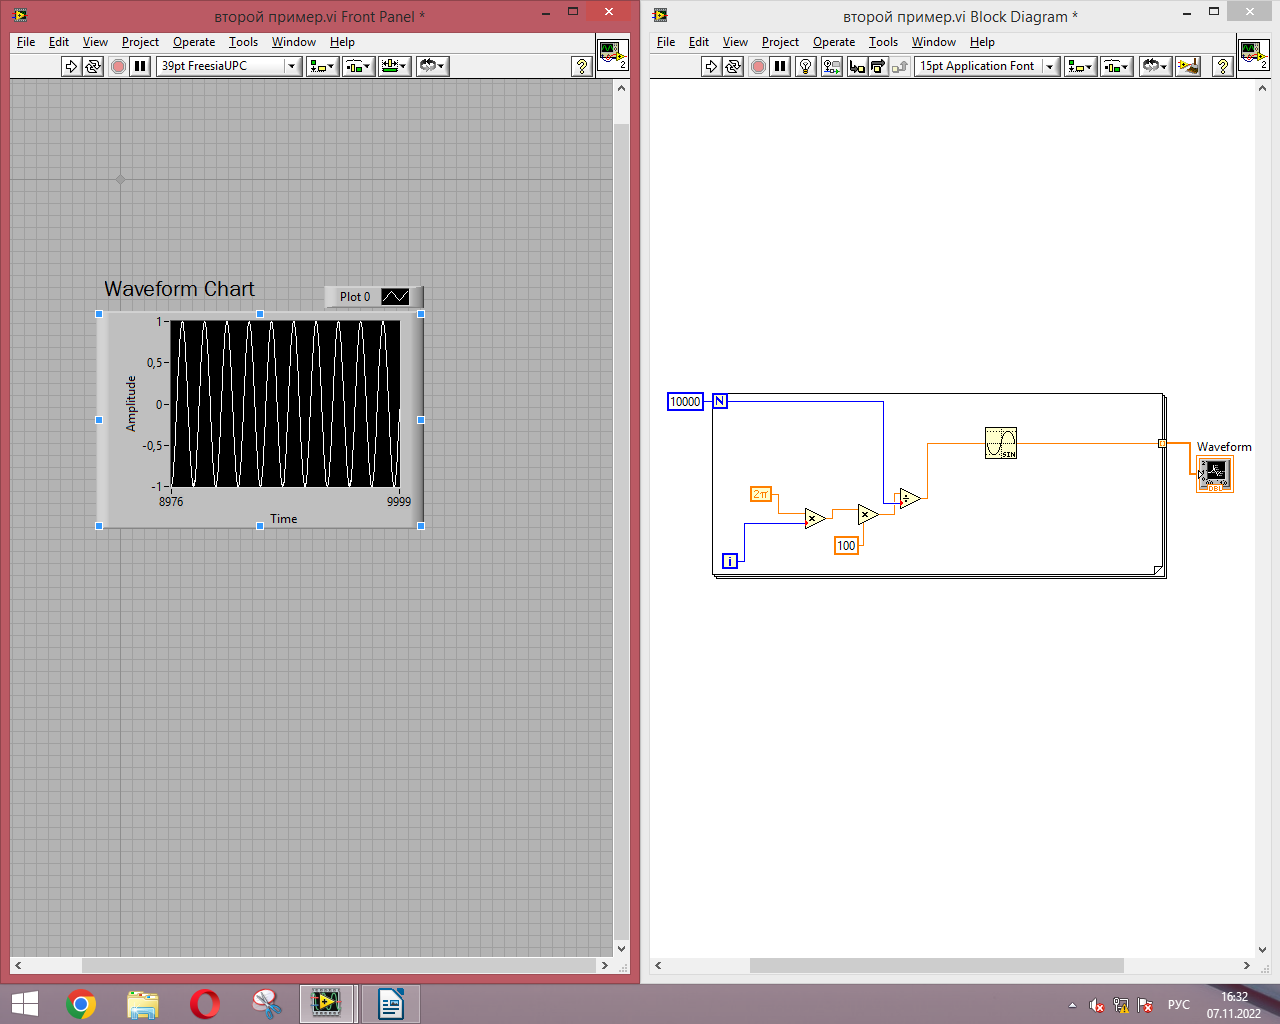 второй пример.vi Front Panel *
File Edit View Project Operate Tools Window Help
39pt FreesiaUPC
?
2
Waveform Chart
Plot 0
1
0,5
0
-0,5
-1
Amplitude
8976
9999
Time
второй пример.vi Block Diagram *
File Edit View Project Operate Tools Window Help
15pt Application Font
?
2
10000
N
SIN
Waveform
DBL
2π
×
×
÷
100
i
РУС
16:32
07.11.2022